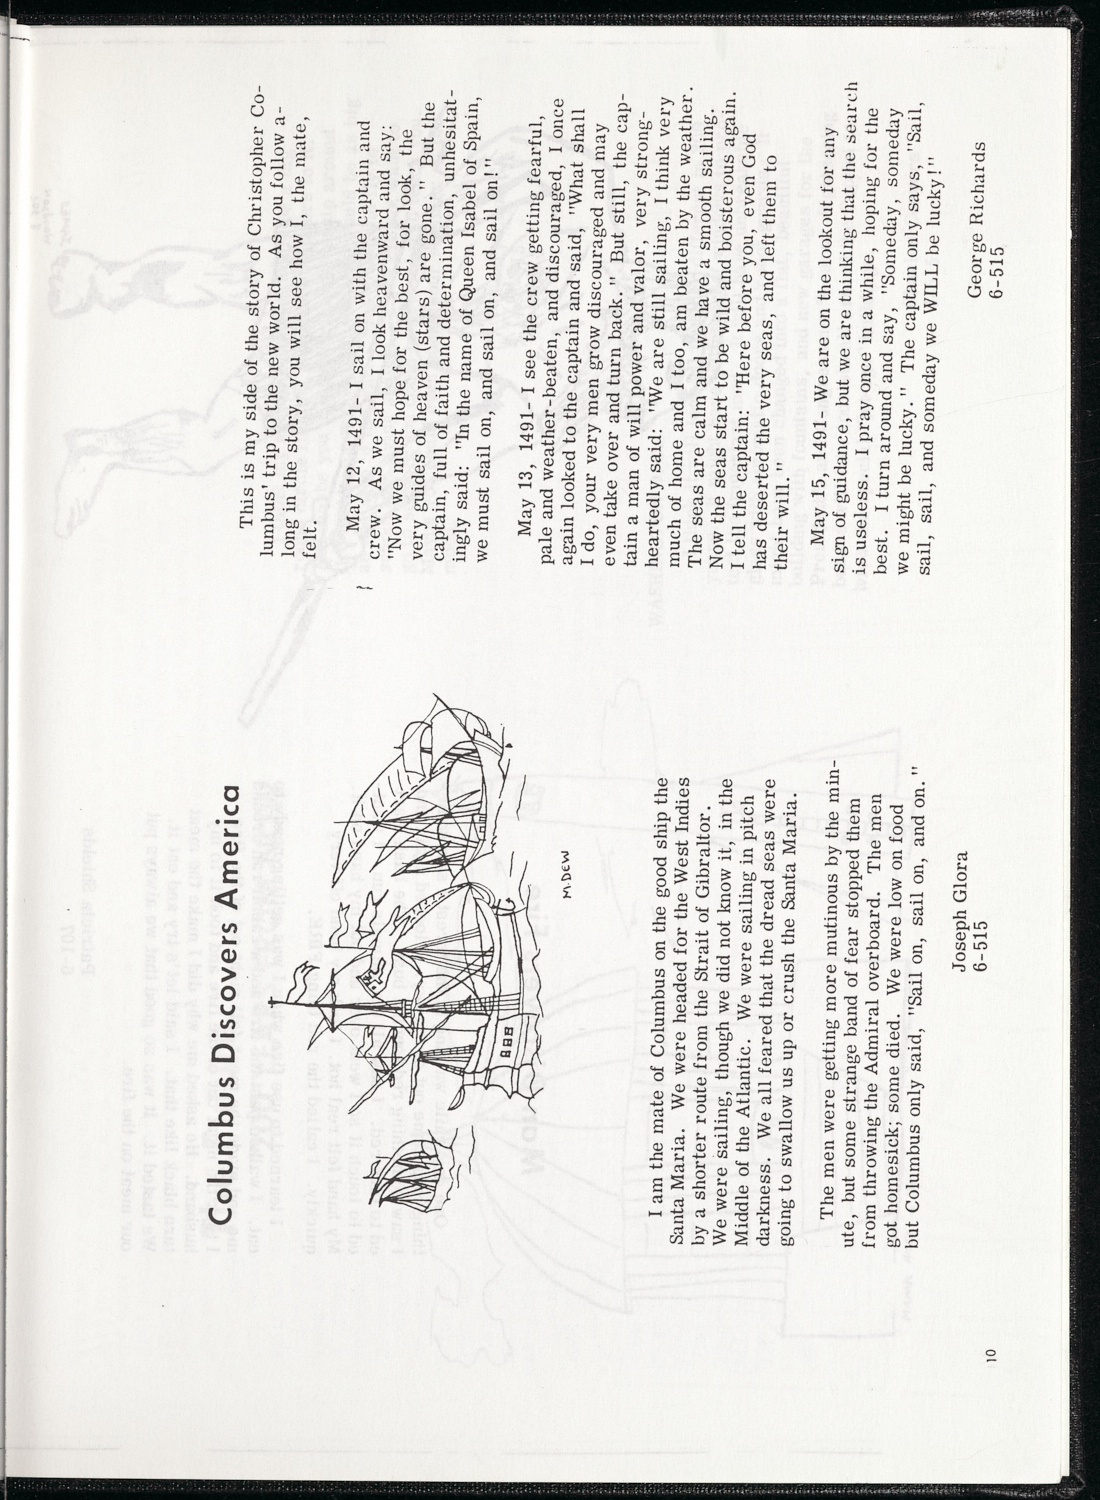 Columbus Discovers America
M. DEW
I am the mate of Columbus on the good ship the
Santa Maria. We were headed for the West Indies
by a shorter route from the Strait of Gibraltor.
We were sailing, though we did not know it, in the
Middle of the Atlantic. We were sailing in pitch
darkness. We all feared that the dread seas were
going to swallow us up or crush the Santa Maria.
The men were getting more mutinous by the min-
ute, but some strange band of fear stopped them
from throwing the Admiral overboard. The men
got homesick; some died. We were low on food
but Columbus only said, "Sail on, sail on, and on."
Joseph Glora
6-515
This is my side of the story of Christopher Co-
lumbus' trip to the new world. As you follow a-
long in the story, you will see how I, the mate,
felt.
May 12, 1491- I sail on with the captain and
crew. As we sail, I look heavenward and say:
"Now we must hope for the best, for look, the
very guides of heaven (stars) are gone." But the
captain, full of faith and determination, unhesitat-
ingly said: "In the name of Queen Isabel of Spain,
we must sail on, and sail on, and sail on!"
May 13, 1491- I see the crew getting fearful,
pale and weather-beaten, and discouraged, I once
again looked to the captain and said, "What shall
I do, your very men grow discouraged and may
even take over and turn back." But still, the cap-
tain a man of will power and valor, very strong-
heartedly said: "We are still sailing, I think very
much of home and I too, am beaten by the weather.
The seas are calm and we have a smooth sailing.
Now the seas start to be wild and boisterous again.
I tell the captain: "Here before you, even God
has deserted the very seas, and left them to
their will."
May 15, 1491- We are on the lookout for any
sign of guidance, but we are thinking that the search
is useless. I pray once in a while, hoping for the
best. I turn around and say, "Someday, someday
we might be lucky." The captain only says, "Sail,
sail, sail, and someday we WILL be lucky!"
George Richards
6-515
10